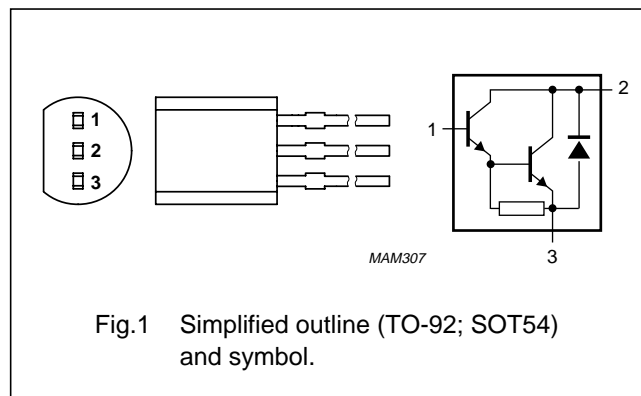 1
2
3
1
2
3
MAM307
Fig.1 Simplified outline (TO-92; SOT54)
and symbol.